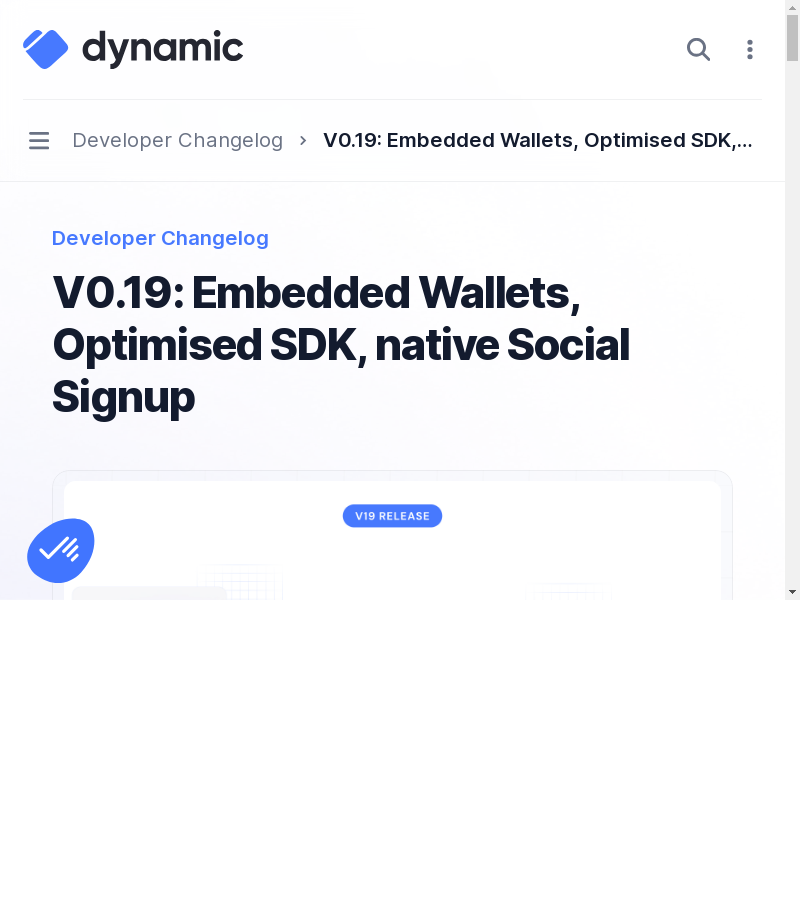 dynamic
Developer Changelog > V0.19: Embedded Wallets, Optimised SDK,...
Developer Changelog
V0.19: Embedded Wallets,
Optimised SDK, native Social
Signup
V19 RELEASE